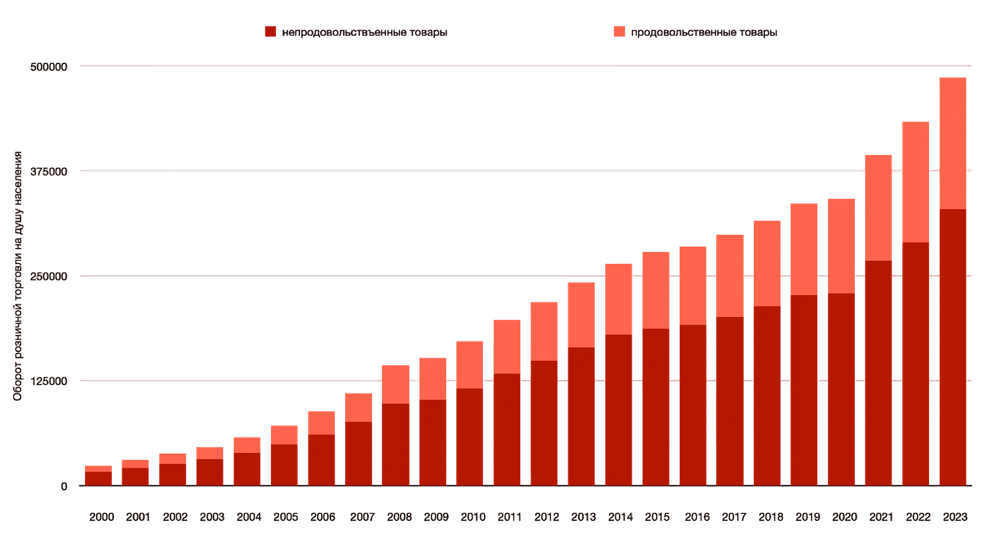 непродовольствъенные товары
продовольственные товары
Оборот розничной торговли на душу населения
500000
375000
250000
125000
0
2000 2001 2002 2003 2004 2005 2006 2007 2008 2009 2010 2011 2012 2013 2014 2015 2016 2017 2018 2019 2020 2021 2022 2023